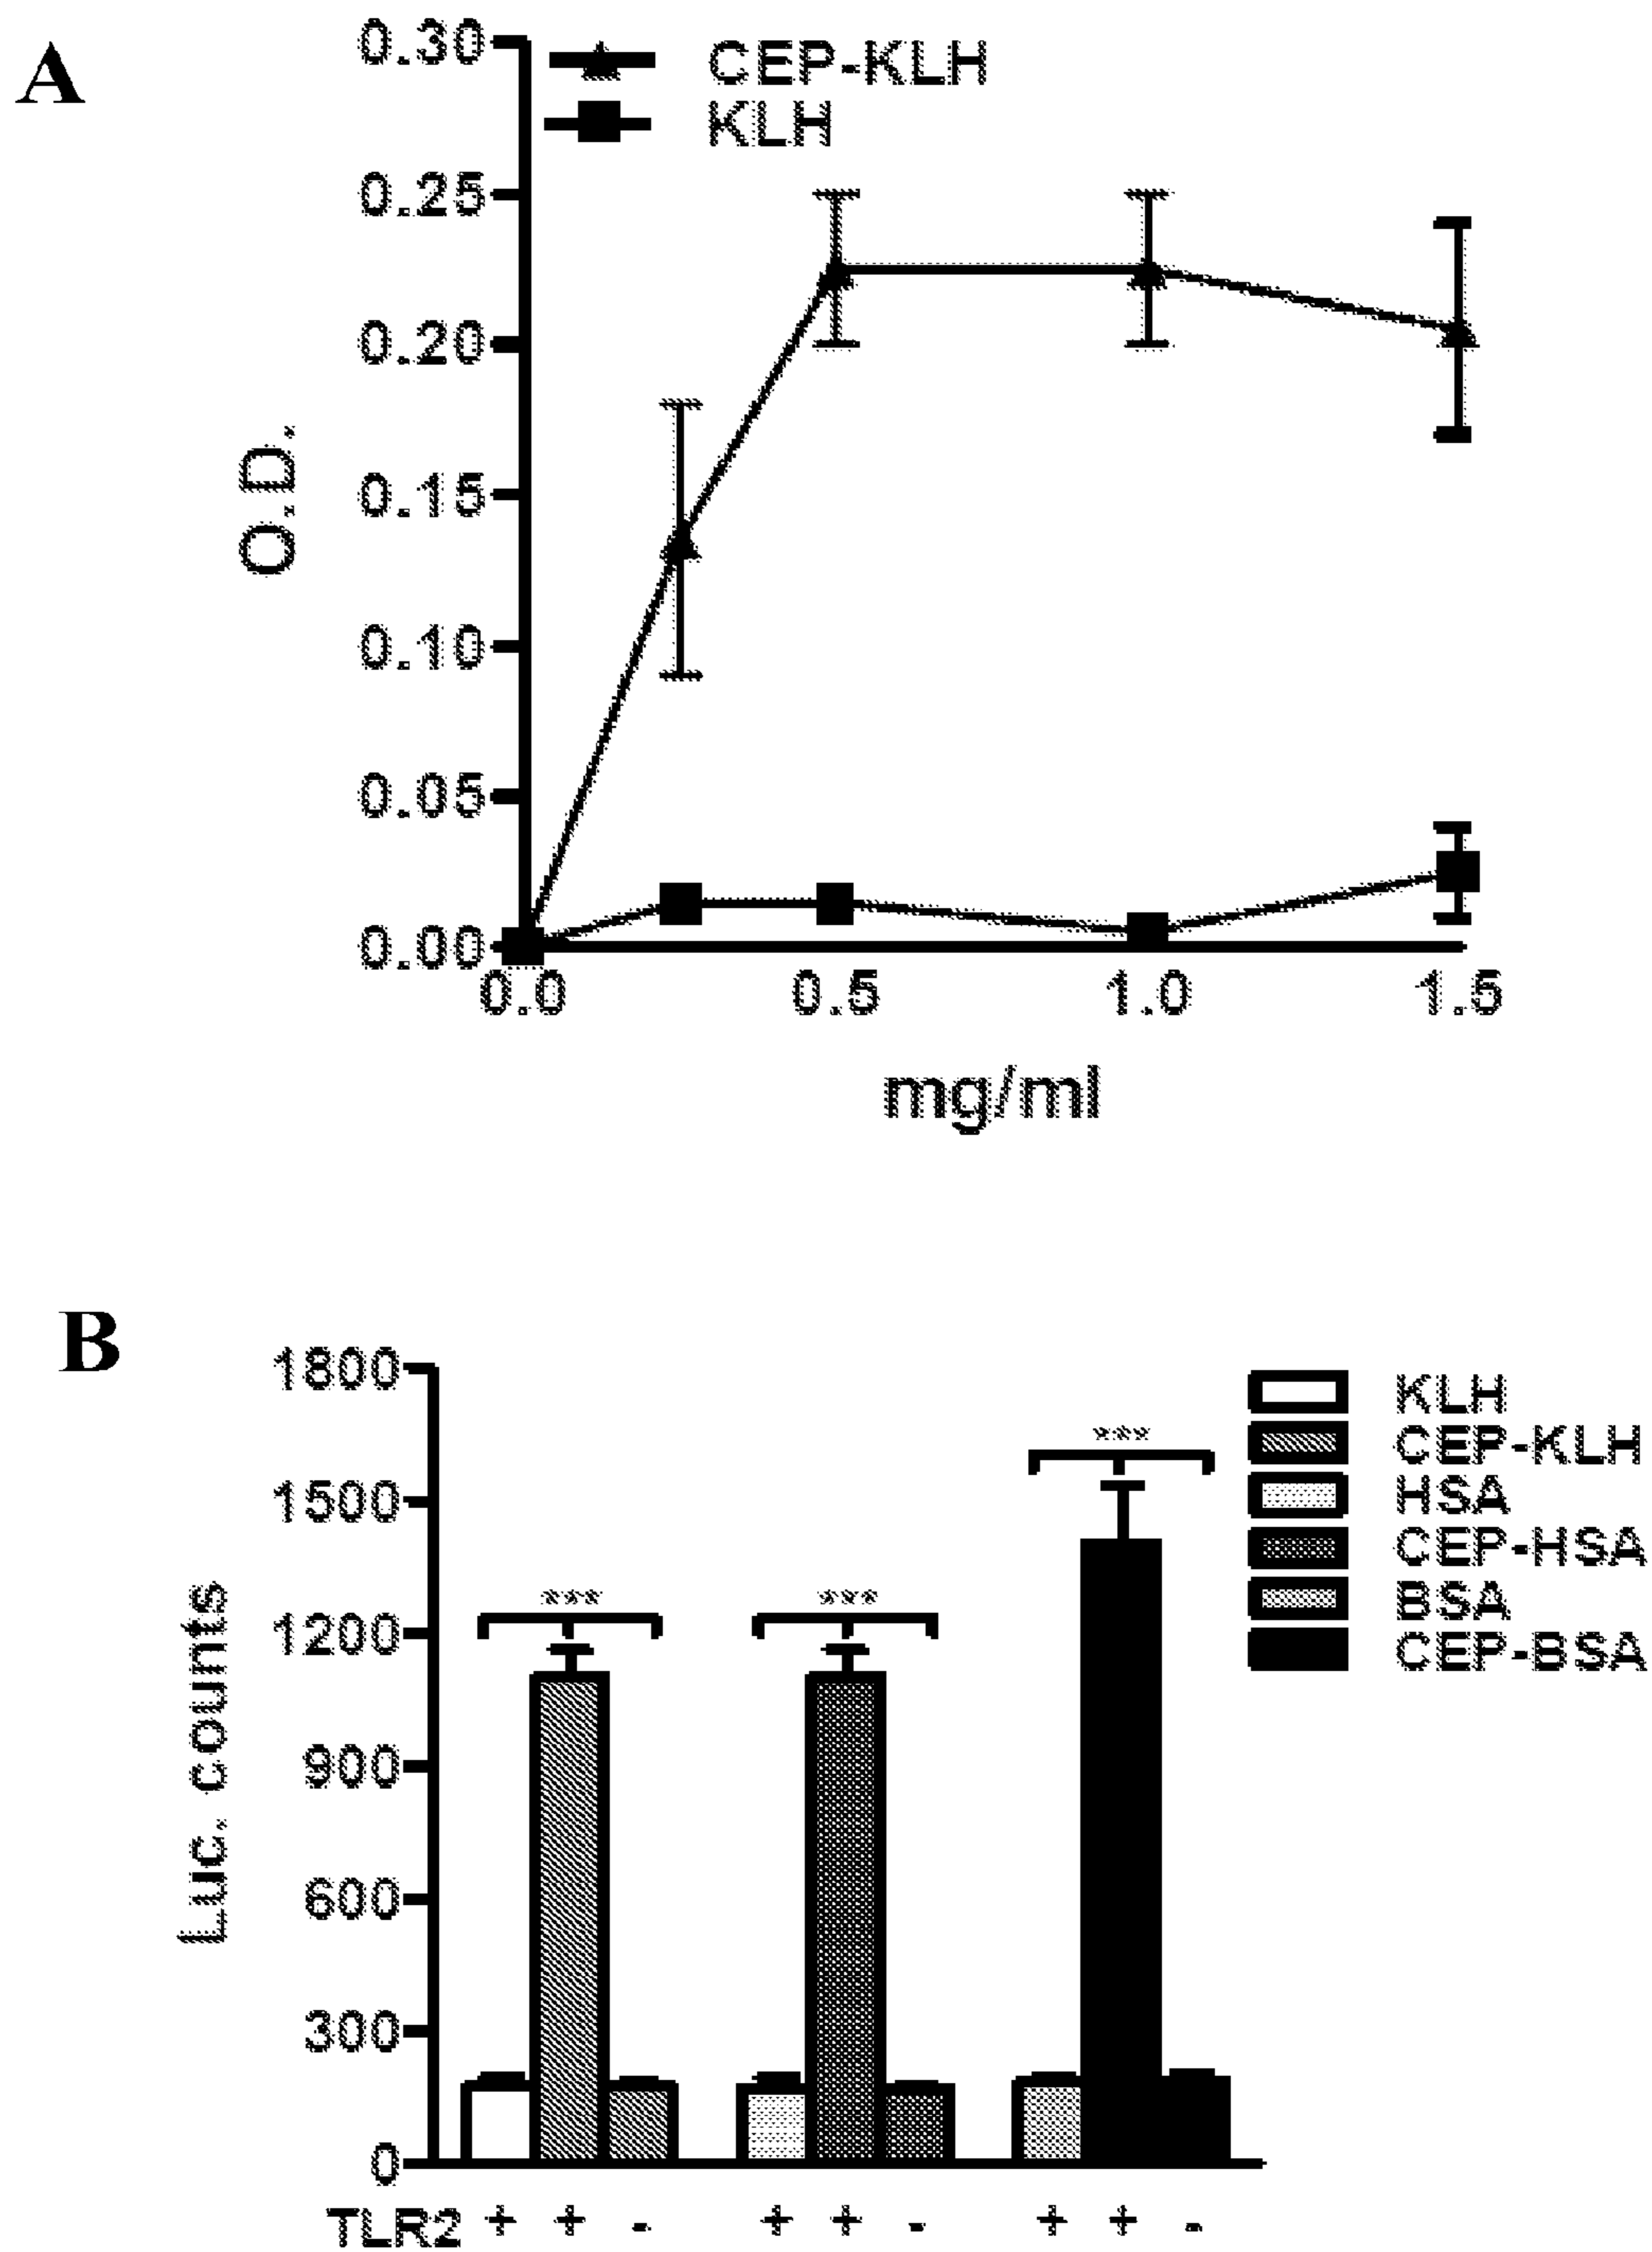 A
0.30
CEP-KLH
KLH
0.25
0.20
0.15
0.10
0.05
0.00
O.D.
0.0 0.5 1.0 1.5
mg/ml
B
1800
1500
1200
900
600
300
0
Luc. counts
*** *** ***
KLH
CEP-KLH
HSA
CEP-HSA
BSA
CEP-BSA
TLR2 + + - + + - + + -